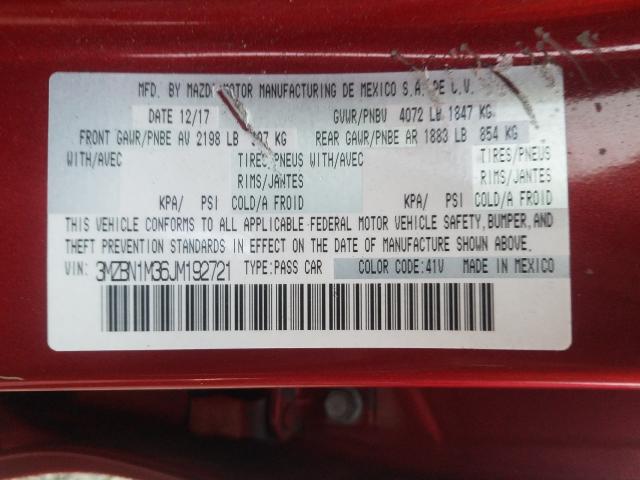 MFD. BY MAZDA MOTOR MANUFACTURING DE MEXICO S.A. DE C.V.
DATE 12/17 GVWR/PNBV 4072 LB 1847 KG
FRONT GAWR/PNBE AV 2198 LB KG REAR GAWR/PNBE AR 1883 LB 854 KG
WITH/AVEC TIRES/PNEUS WITH/AVEC TIRES/PNEUS
RIMS/JANTES RIMS/JANTES
KPA/ PSI COLD/A FROID KPA/ PSI COLD/A FROID
THIS VEHICLE CONFORMS TO ALL APPLICABLE FEDERAL MOTOR VEHICLE SAFETY, BUMPER, AND
THEFT PREVENTION STANDARDS IN EFFECT ON THE DATE OF MANUFACTURE SHOWN ABOVE.
VIN: 3MZBN1M36JM192721 TYPE:PASS CAR COLOR CODE:41V MADE IN MEXICO